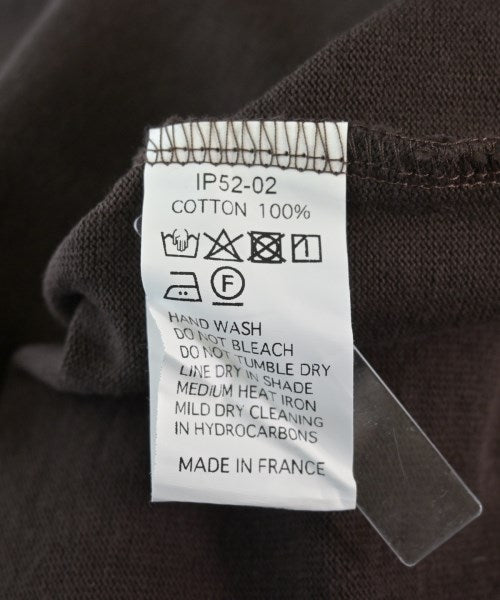 IP52-02
COTTON 100%
F
HAND WASH
DO NOT BLEACH
DO NOT TUMBLE DRY
LINE DRY IN SHADE
MEDIUM HEAT IRON
MILD DRY CLEANING
IN HYDROCARBONS
MADE IN FRANCE